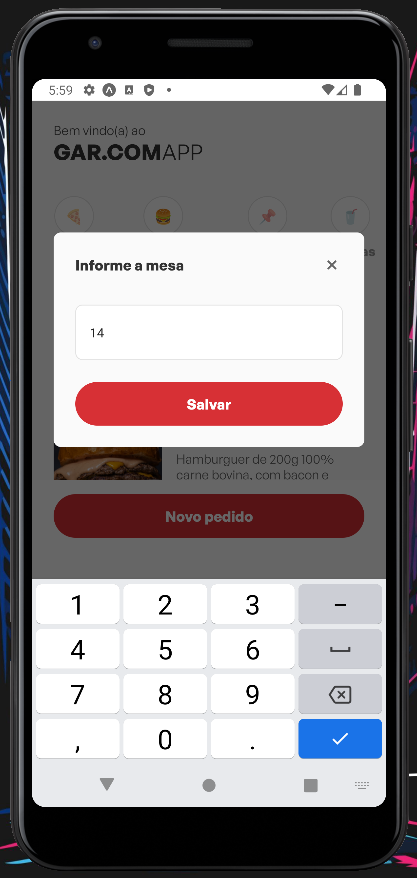 5:59
Bem vindo(a) ao
GAR.COMAPP
as
Informe a mesa
14
Salvar
Hamburguer de 200g 100%
carne bovina, com bacon e
Novo pedido
1 2 3 –
4 5 6
7 8 9
, 0 .